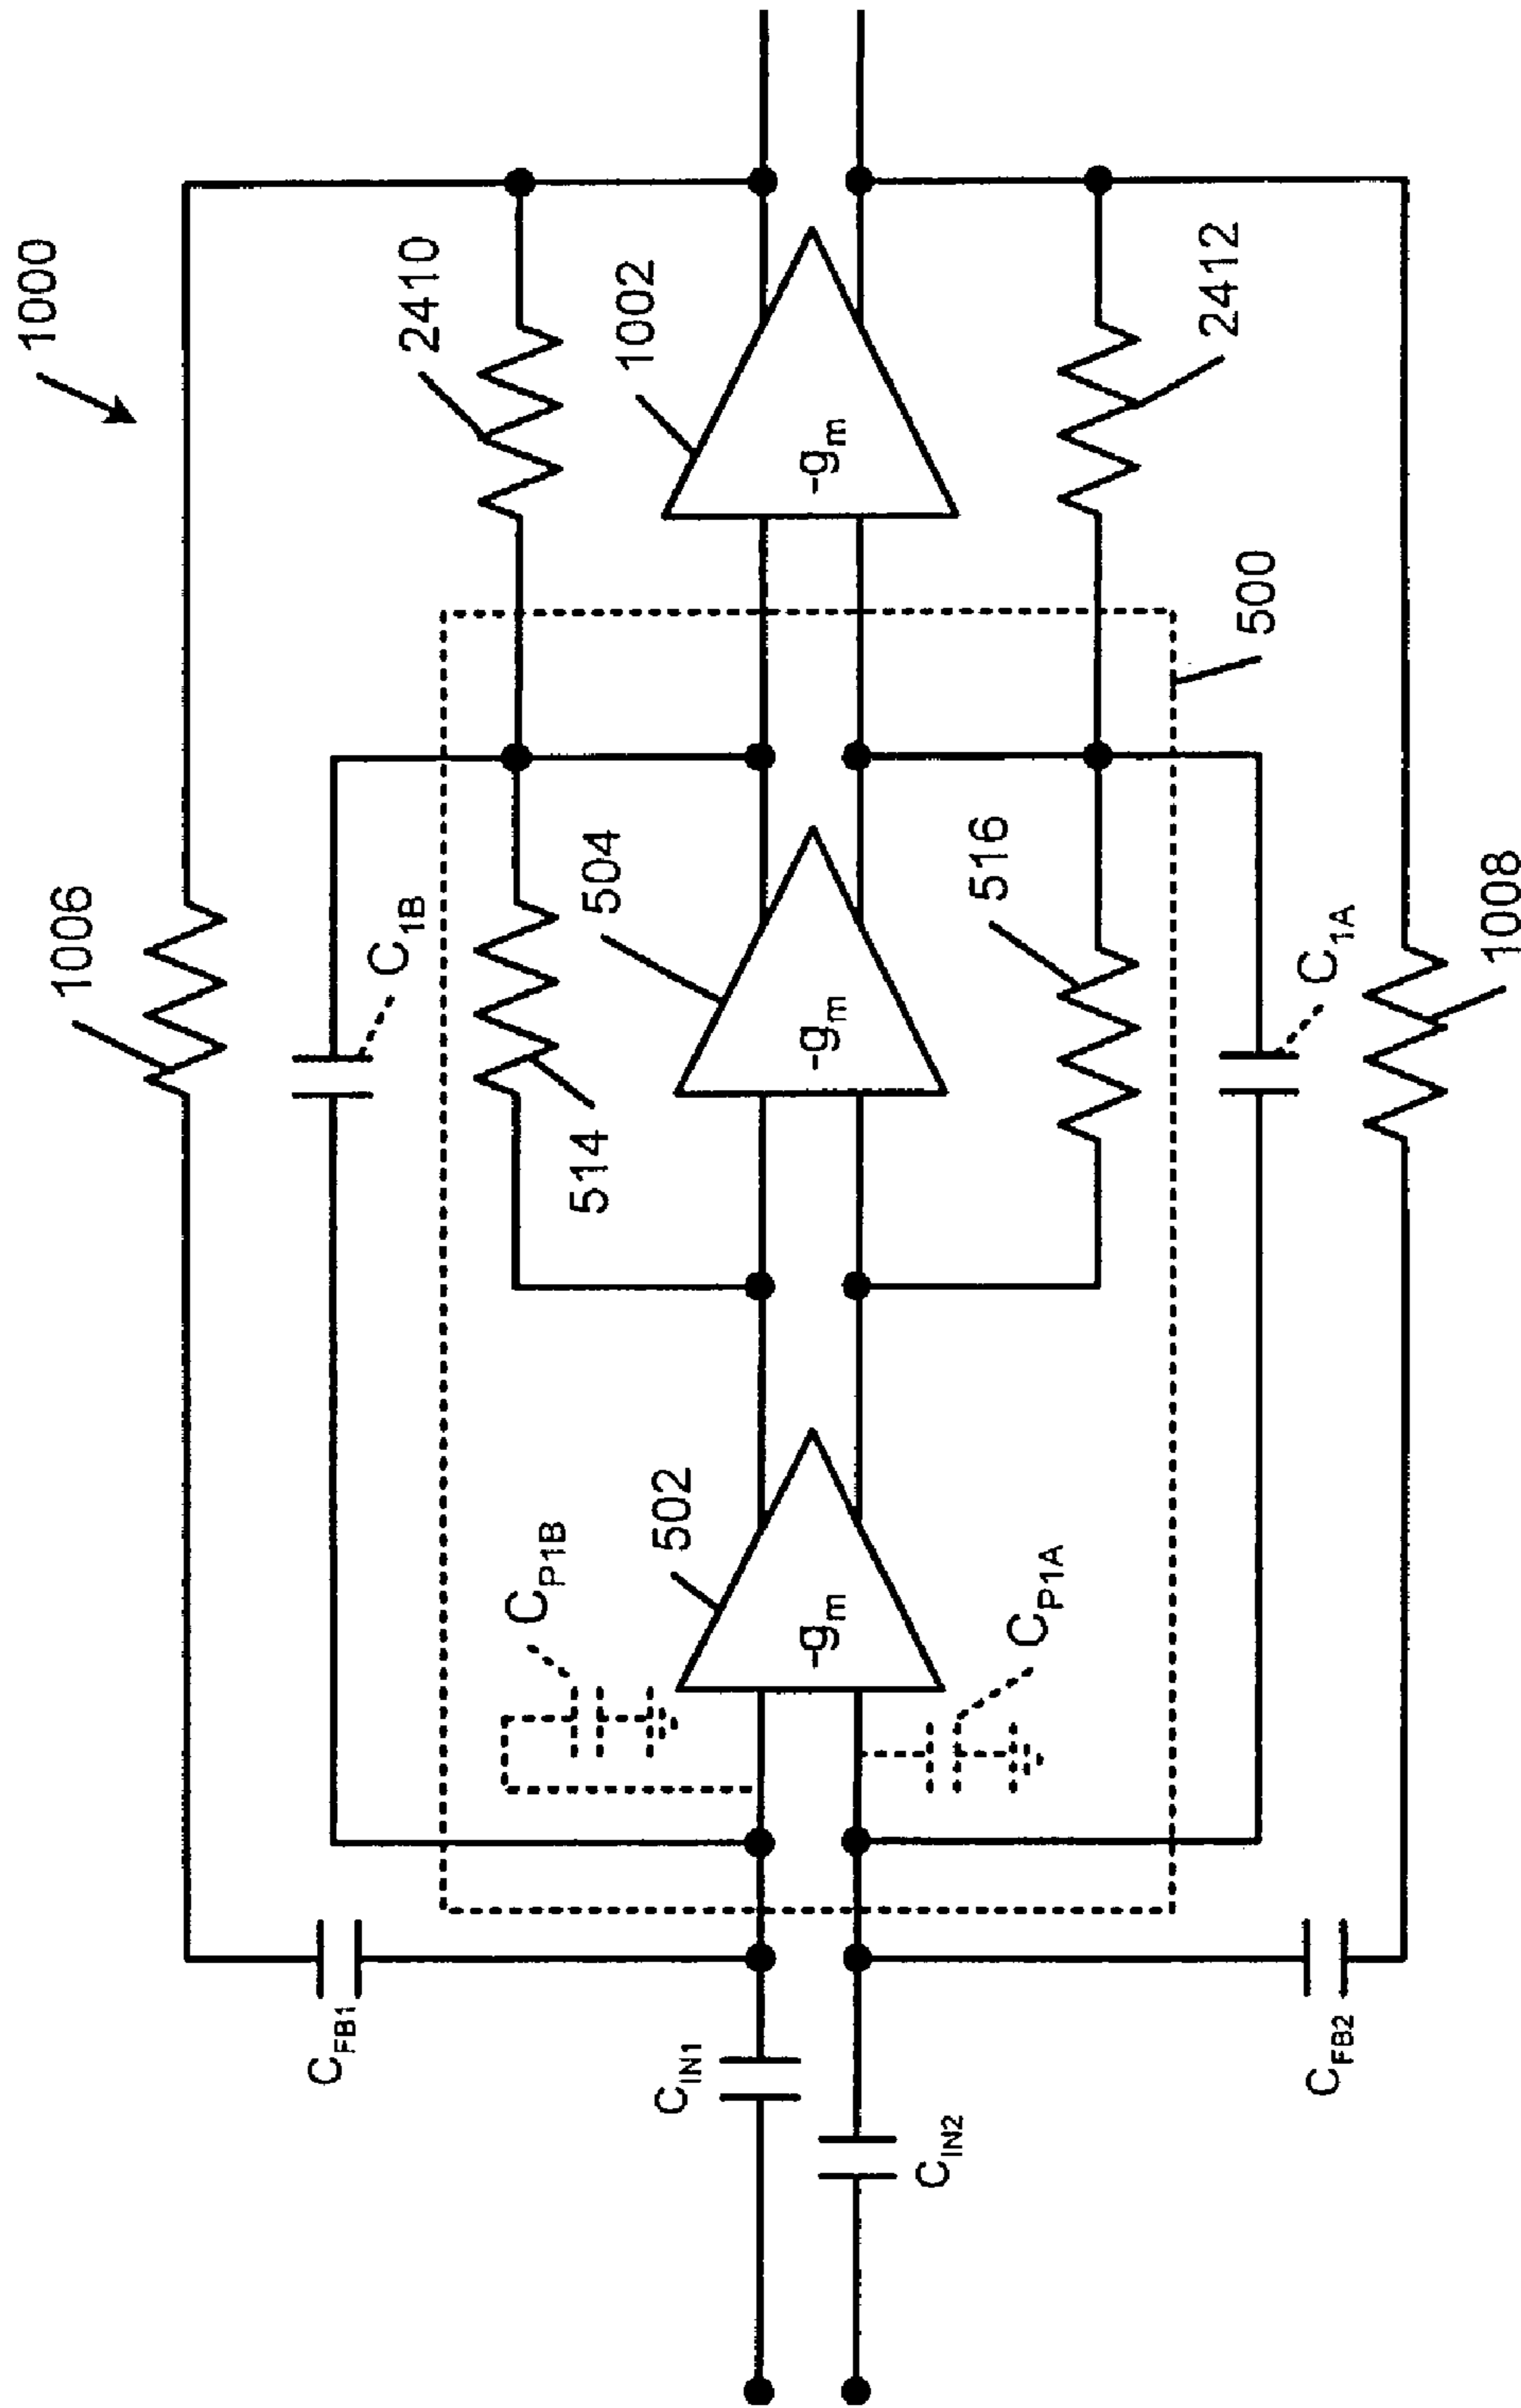 1000
1006
2410
C1B
1002
514
504
CP1B
502
-gm
-gm
-gm
CFB1
CIN1
CIN2
CP1A
516
2412
500
C1A
CFB2
1008